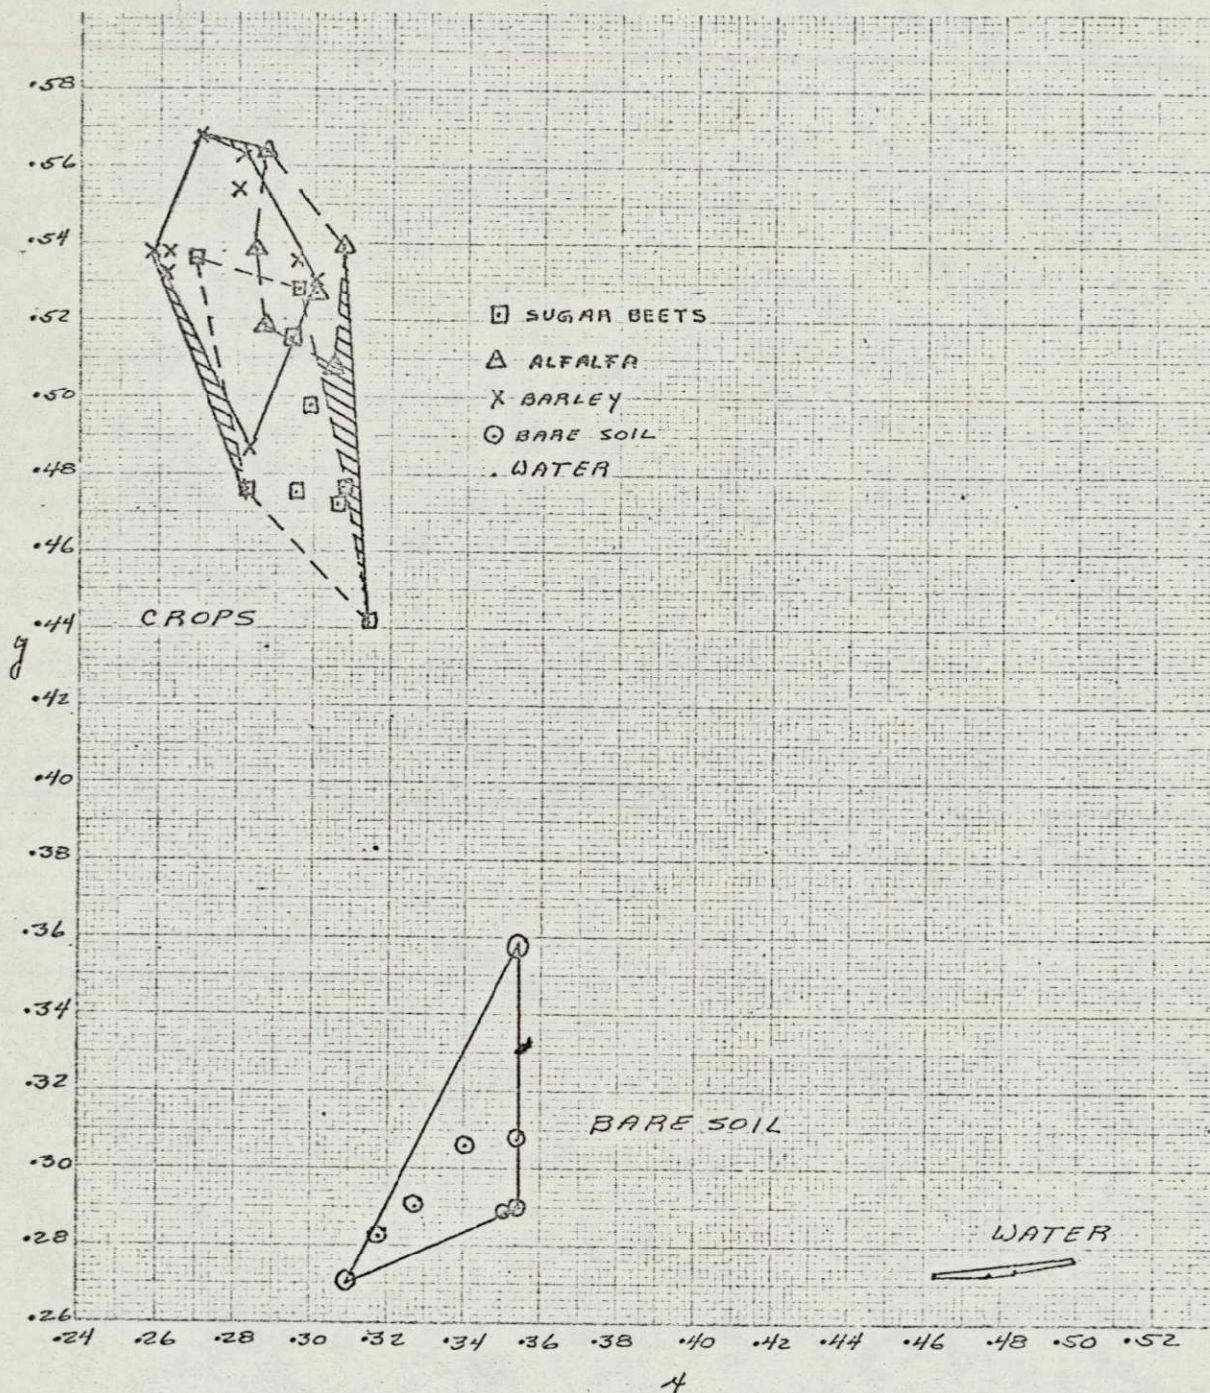 .58
.56
.54
.52
.50
.48
.46
.44
.42
.40
.38
.36
.34
.32
.30
.28
.26
g
SUGAR BEETS
ALFALFA
X BARLEY
BARE SOIL
. WATER
CROPS
BARE SOIL
WATER
.24 .26 .28 .30 .32 .34 .36 .38 .40 .42 .44 .46 .48 .50 .52
r